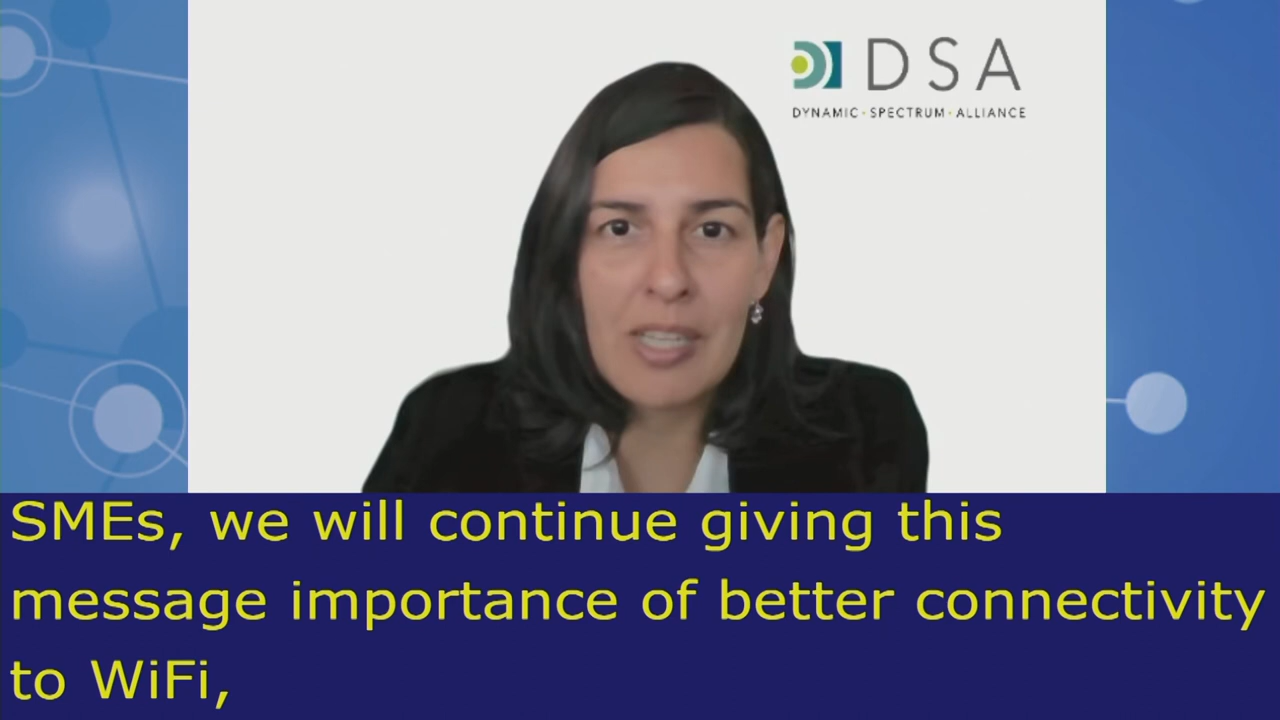 DSA
DYNAMIC · SPECTRUM · ALLIANCE
SMEs, we will continue giving this
message importance of better connectivity
to WiFi,